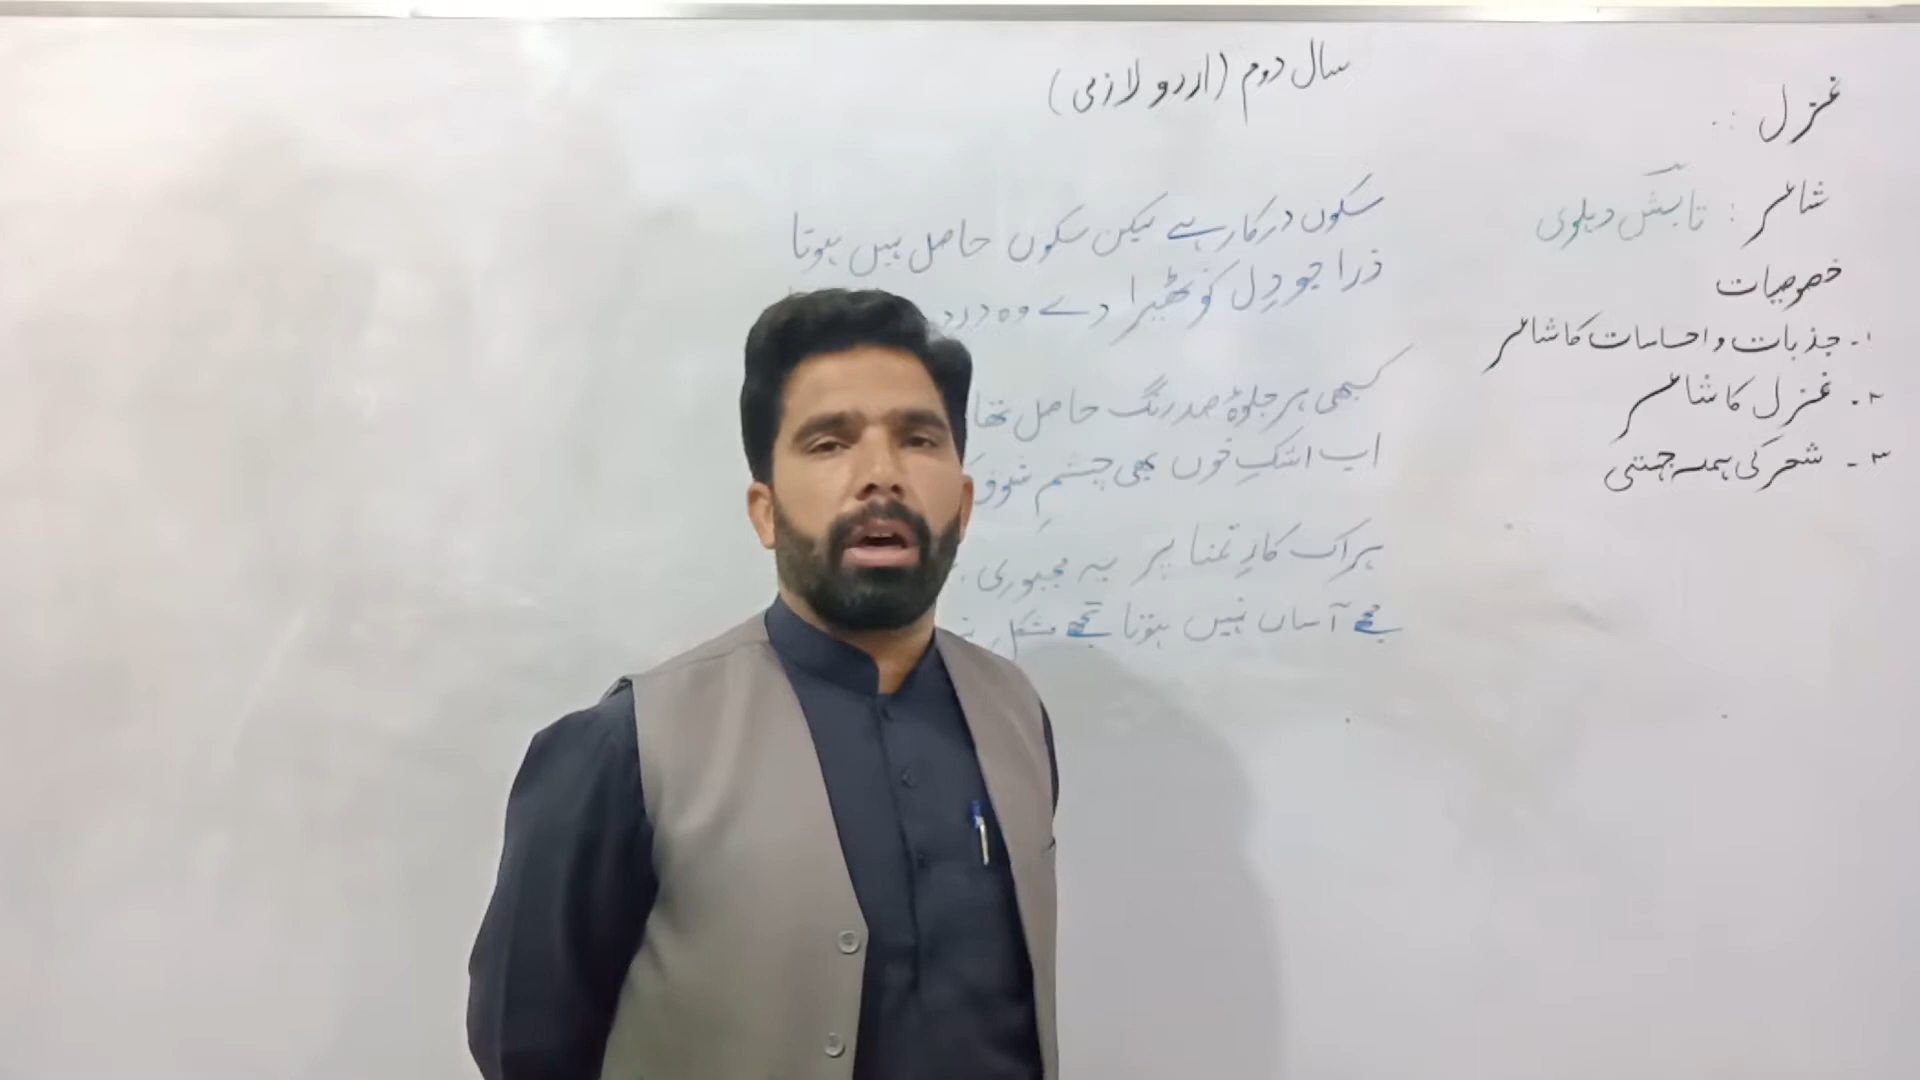 سال دوم (اردو لازمی)
غزل :
شاعر : تابش دہلوی
خصوصیات
۱۔ جذبات و احساسات کا شاعر
۲۔ غزل کا شاعر
۳۔ شعر کی ہمہ جہتی
سکوں درکار ہے لیکن سکوں حاصل نہیں ہوتا
ذرا جو دل کو ٹھیرا دے وہ درد
کبھی ہر جلوۂ صد رنگ حاصل تھا
اب اشکِ خوں بھی چشمِ شوق
ہر اک کارِ تمنا پر یہ مجبوری
مجھے آساں نہیں ہوتا تجھے مشکل